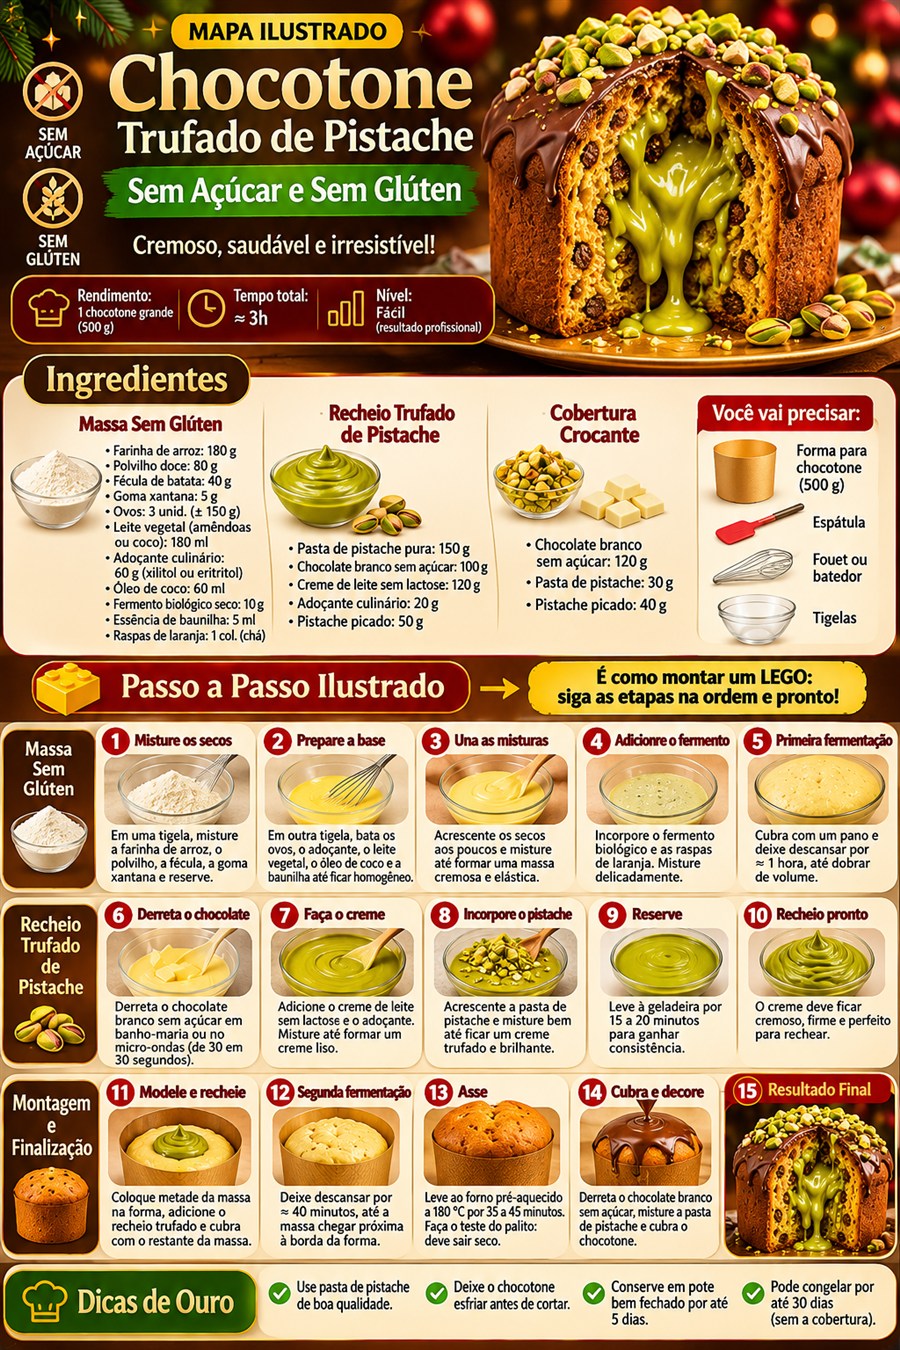 MAPA ILUSTRADO
Chocotone
Trufado de Pistache
Sem Açúcar e Sem Glúten
Cremoso, saudável e irresistível!
SEM
AÇÚCAR
SEM
GLÚTEN
Rendimento:
1 chocotone grande
(500 g)
Tempo total:
≈ 3h
Nível:
Fácil
(resultado profissional)
Ingredientes
Massa Sem Glúten
• Farinha de arroz: 180 g
• Polvilho doce: 80 g
• Fécula de batata: 40 g
• Goma xantana: 5 g
• Ovos: 3 unid. (± 150 g)
• Leite vegetal (amêndoas
ou coco): 180 ml
• Adoçante culinário:
60 g (xilitol ou eritritol)
• Óleo de coco: 60 ml
• Fermento biológico seco: 10 g
• Essência de baunilha: 5 ml
• Raspas de laranja: 1 col. (chá)
Recheio Trufado
de Pistache
• Pasta de pistache pura: 150 g
• Chocolate branco sem açúcar: 100 g
• Creme de leite sem lactose: 120 g
• Adoçante culinário: 20 g
• Pistache picado: 50 g
Cobertura
Crocante
• Chocolate branco
sem açúcar: 120 g
• Pasta de pistache: 30 g
• Pistache picado: 40 g
Você vai precisar:
Forma para
chocotone
(500 g)
Espátula
Fouet ou
batedor
Tigelas
Passo a Passo Ilustrado
É como montar um LEGO:
siga as etapas na ordem e pronto!
Massa
Sem
Glúten
1 Misture os secos
Em uma tigela, misture
a farinha de arroz, o
polvilho, a fécula, a goma
xantana e reserve.
2 Prepare a base
Em outra tigela, bata os
ovos, o adoçante, o leite
vegetal, o óleo de coco e a
baunilha até ficar homogêneo.
3 Una as misturas
Acrescente os secos
aos poucos e misture
até formar uma massa
cremosa e elástica.
4 Adicionre o fermento
Incorpore o fermento
biológico e as raspas
de laranja. Misture
delicadamente.
5 Primeira fermentação
Cubra com um pano e
deixe descansar por
≈ 1 hora, até dobrar
de volume.
Recheio
Trufado
de
Pistache
6 Derreta o chocolate
Derreta o chocolate
branco sem açúcar em
banho-maria ou no
micro-ondas (de 30 em
30 segundos).
7 Faça o creme
Adicione o creme de leite
sem lactose e o adoçante.
Misture até formar um
creme liso.
8 Incorpore o pistache
Acrescente a pasta de
pistache e misture bem
até ficar um creme
trufado e brilhante.
9 Reserve
Leve à geladeira por
15 a 20 minutos
para ganhar
consistência.
10 Recheio pronto
O creme deve ficar
cremoso, firme e perfeito
para rechear.
Montagem
e
Finalização
11 Modele e recheie
Coloque metade da massa
na forma, adicione o
recheio trufado e cubra
com o restante da massa.
12 Segunda fermentação
Deixe descansar por
≈ 40 minutos, até a
massa chegar próxima
à borda da forma.
13 Asse
Leve ao forno pré-aquecido
a 180 °C por 35 a 45 minutos.
Faça o teste do palito:
deve sair seco.
14 Cubra e decore
Derreta o chocolate branco
sem açúcar, misture a pasta
de pistache e cubra o
chocotone.
15 Resultado Final
Dicas de Ouro
Use pasta de pistache
de boa qualidade.
Deixe o chocotone
esfriar antes de cortar.
Conserve em pote
bem fechado por até
5 dias.
Pode congelar por
até 30 dias
(sem a cobertura).